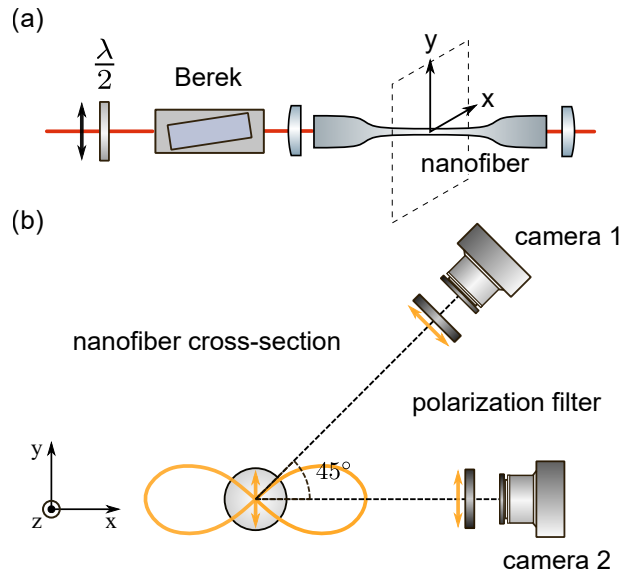 (a)
λ/2
Berek
y
x
nanofiber
(b)
camera 1
nanofiber cross-section
polarization filter
45°
y
z
x
camera 2